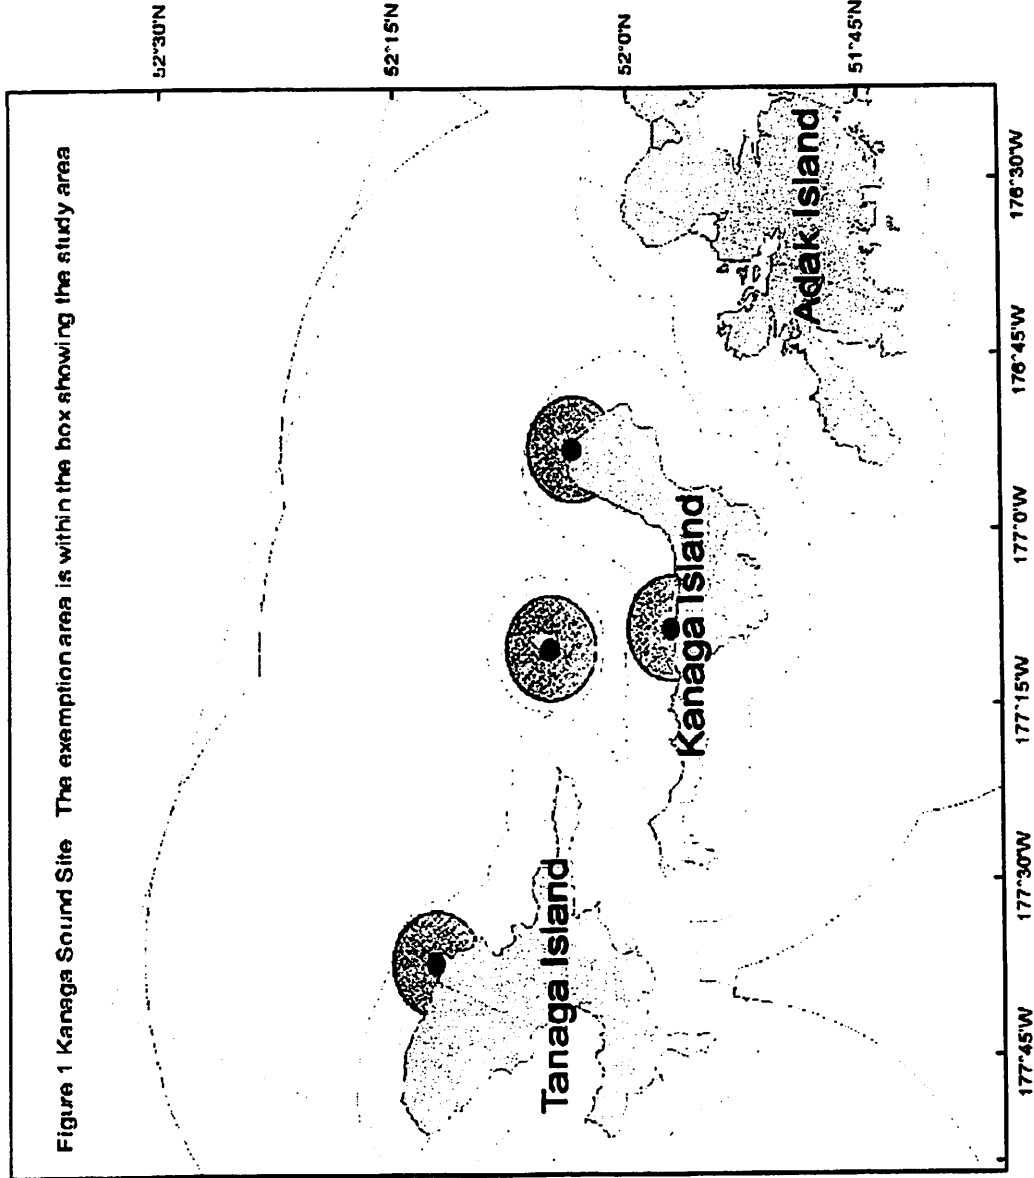 Figure 1 Kanaga Sound Site The exemption area is within the box showing the study area
52°30'N
52°15'N
52°0'N
51°45'N
Tanaga Island
Kanaga Island
Adak Island
177°45'W
177°30'W
177°15'W
177°0'W
176°45'W
176°30'W